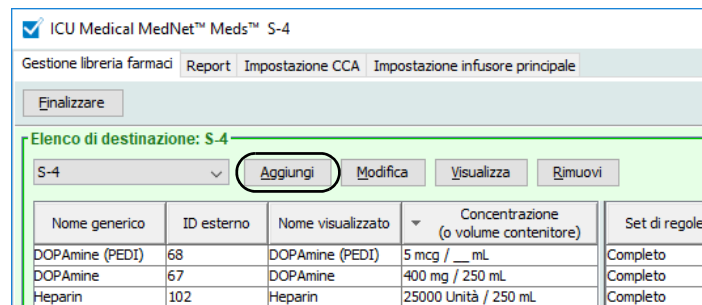 ICU Medical MedNet™ Meds™ S-4
Gestione libreria farmaci Report Impostazione CCA Impostazione infusore principale
Finalizzare
Elenco di destinazione: S-4
S-4 Aggiungi Modifica Visualizza Rimuovi
Nome generico ID esterno Nome visualizzato Concentrazione (o volume contenitore) Set di regole
DOPAmine (PEDI) 68 DOPAmine (PEDI) 5 mcg / __ mL Completo
DOPAmine 67 DOPAmine 400 mg / 250 mL Completo
Heparin 102 Heparin 25000 Unità / 250 mL Completo